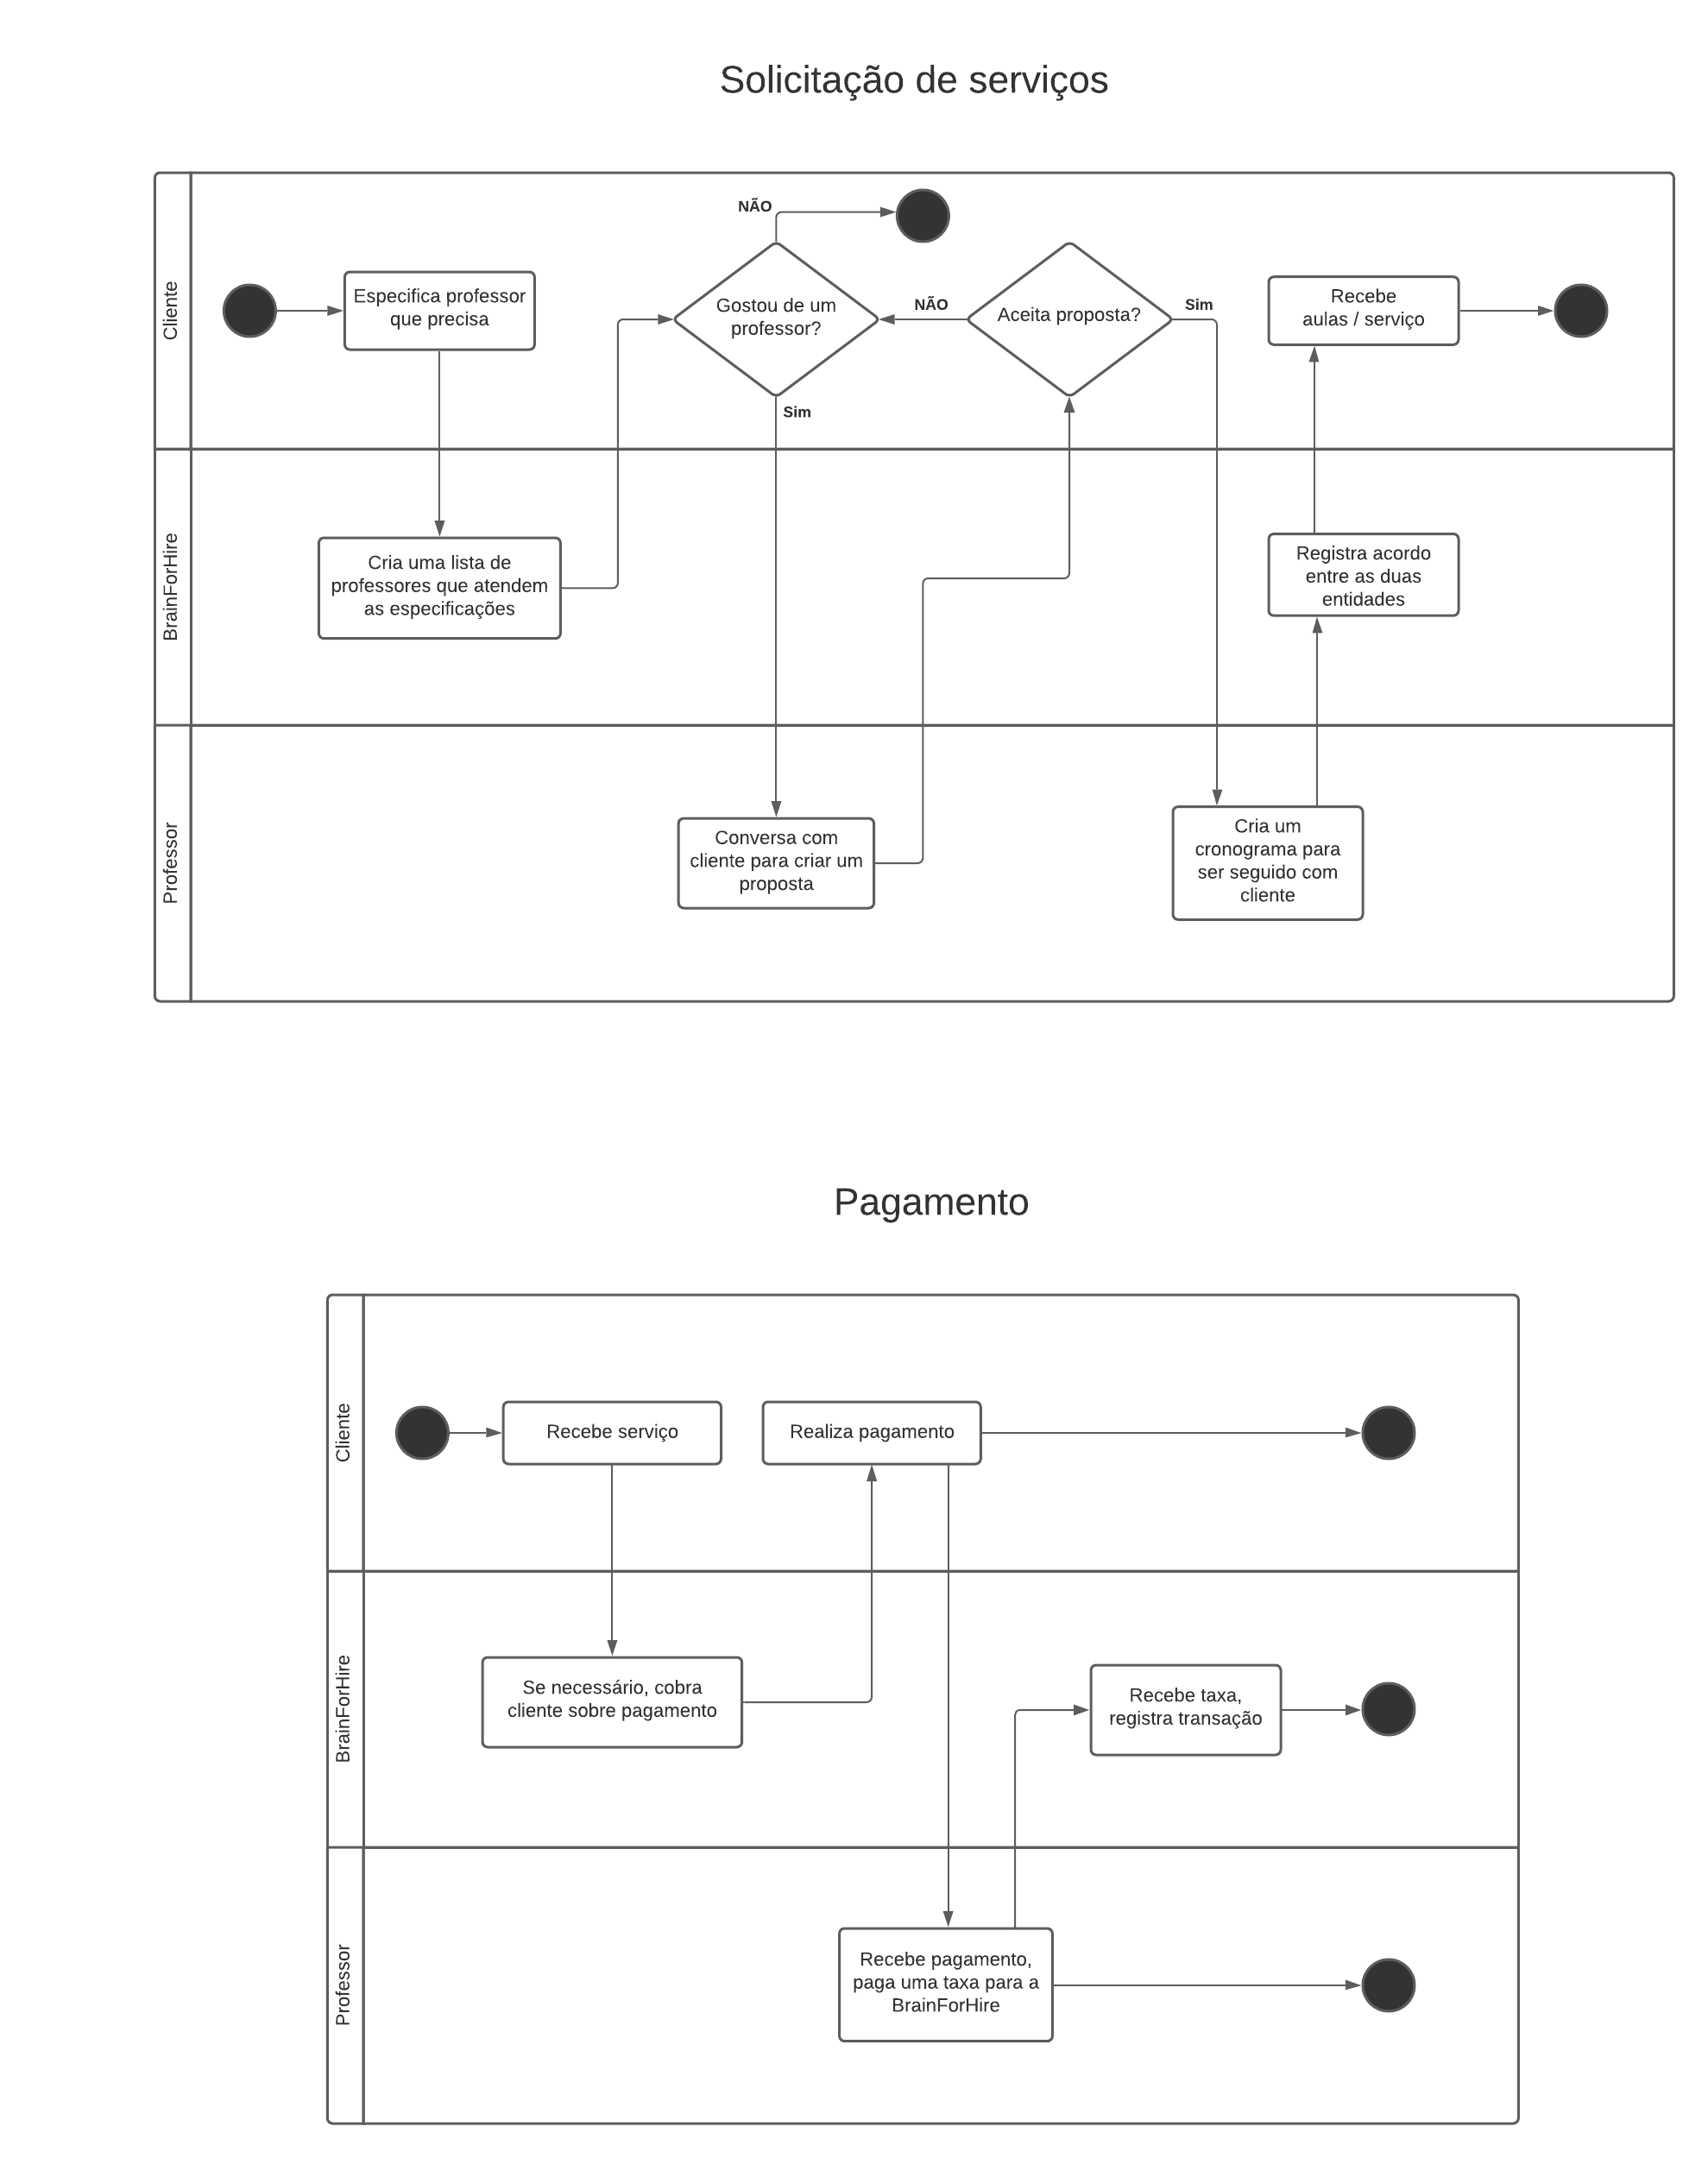 Solicitação de serviços
Cliente
NÃO
Especifica professor
que precisa
Gostou de um
professor?
NÃO
Aceita proposta?
Sim
Recebe
aulas / serviço
Sim
BrainForHire
Cria uma lista de
professores que atendem
as especificações
Registra acordo
entre as duas
entidades
Professor
Conversa com
cliente para criar um
proposta
Cria um
cronograma para
ser seguido com
cliente
Pagamento
Cliente
Recebe serviço
Realiza pagamento
BrainForHire
Se necessário, cobra
cliente sobre pagamento
Recebe taxa,
registra transação
Professor
Recebe pagamento,
paga uma taxa para a
BrainForHire